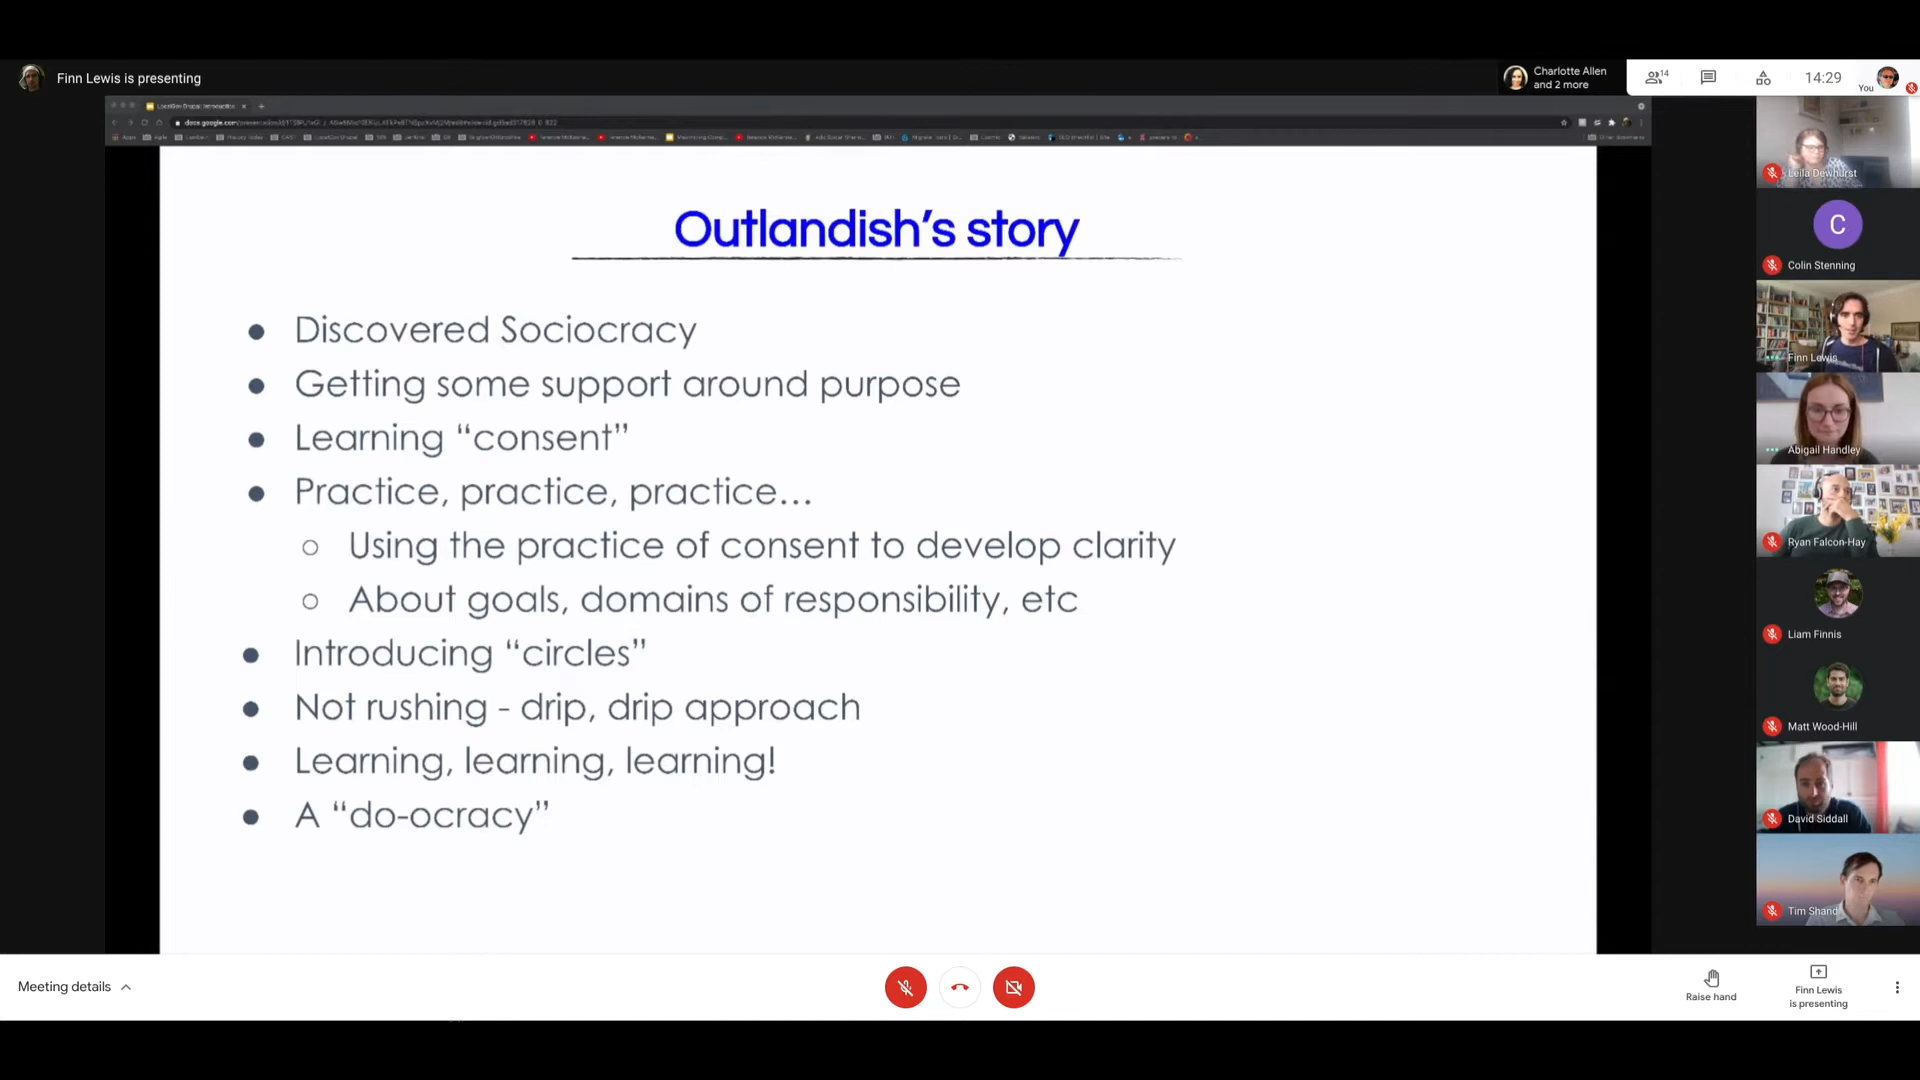 Finn Lewis is presenting
Charlotte Allen
and 2 more
14
14:29
You
LocalGov Drupal: Introduction
Outlandish's story
● Discovered Sociocracy
● Getting some support around purpose
● Learning “consent”
● Practice, practice, practice...
○ Using the practice of consent to develop clarity
○ About goals, domains of responsibility, etc
● Introducing “circles”
● Not rushing - drip, drip approach
● Learning, learning, learning!
● A “do-ocracy”
Leila Dewhurst
C
Colin Stenning
Finn Lewis
Abigail Handley
Ryan Falcon-Hay
Liam Finnis
Matt Wood-Hill
David Siddall
Tim Shand
Meeting details
Raise hand
Finn Lewis
is presenting